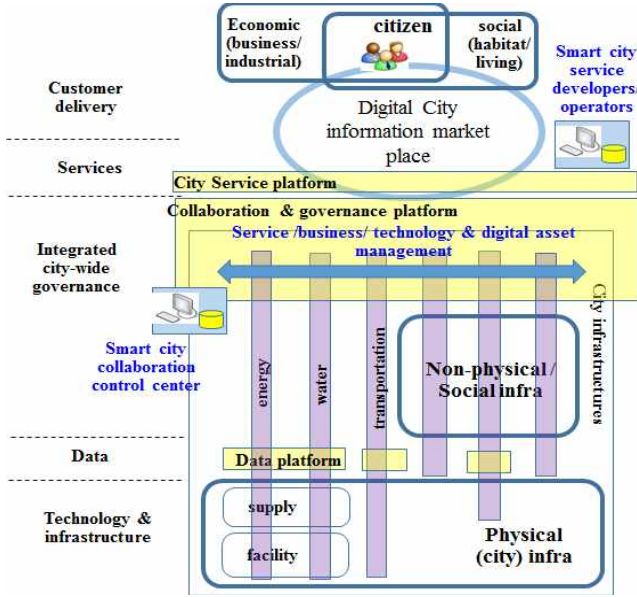 Economic
(business/
industrial)
citizen
social
(habitat/
living)
Smart city
service
developers/
operators
Customer
delivery
Digital City
information market
place
Services
City Service platform
Collaboration & governance platform
Service /business/ technology & digital asset
management
Integrated
city-wide
governance
City infrastructures
Smart city
collaboration
control center
energy
water
transportation
Non-physical /
Social infra
Data
Data platform
Technology &
infrastructure
supply
facility
Physical
(city) infra